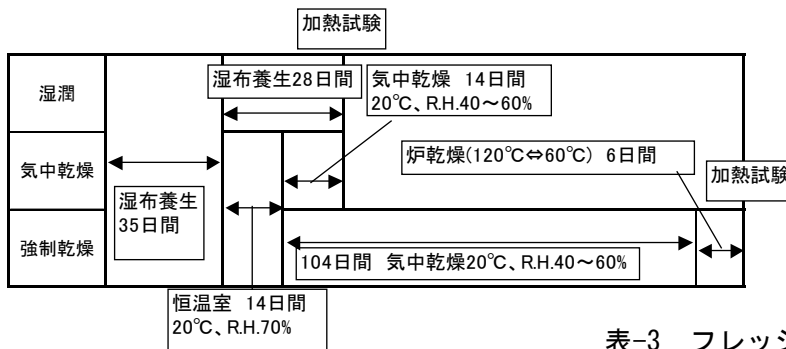 加熱試験
湿潤
湿布養生28日間
気中乾燥 14日間
20℃、R.H.40～60%
気中乾燥
炉乾燥(120℃⇔60℃) 6日間
加熱試験
湿布養生
35日間
強制乾燥
104日間 気中乾燥20℃、R.H.40～60%
恒温室 14日間
20℃、R.H.70%
表-3 フレッシ